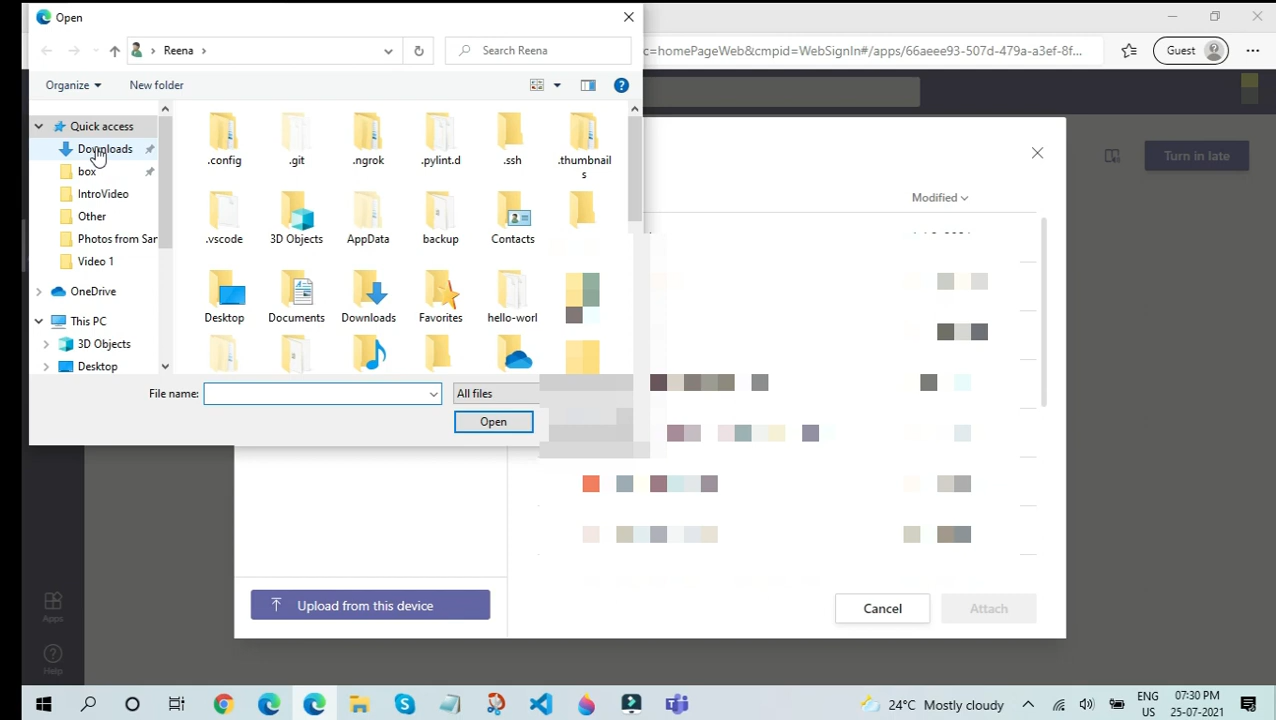 Open
Reena
Search Reena
c=homePageWeb&cmpid=WebSignIn#/apps/66aeee93-507d-479a-a3ef-8f...
Guest
Organize
New folder
Quick access
Downloads
box
IntroVideo
Other
Photos from Sar
Video 1
OneDrive
This PC
3D Objects
Desktop
.config
.git
.ngrok
.pylint.d
.ssh
.thumbnail
s
.vscode
3D Objects
AppData
backup
Contacts
Desktop
Documents
Downloads
Favorites
hello-worl
File name:
All files
Open
Turn in late
Modified
Upload from this device
Cancel
Attach
Apps
Help
24°C Mostly cloudy
ENG
US
07:30 PM
25-07-2021